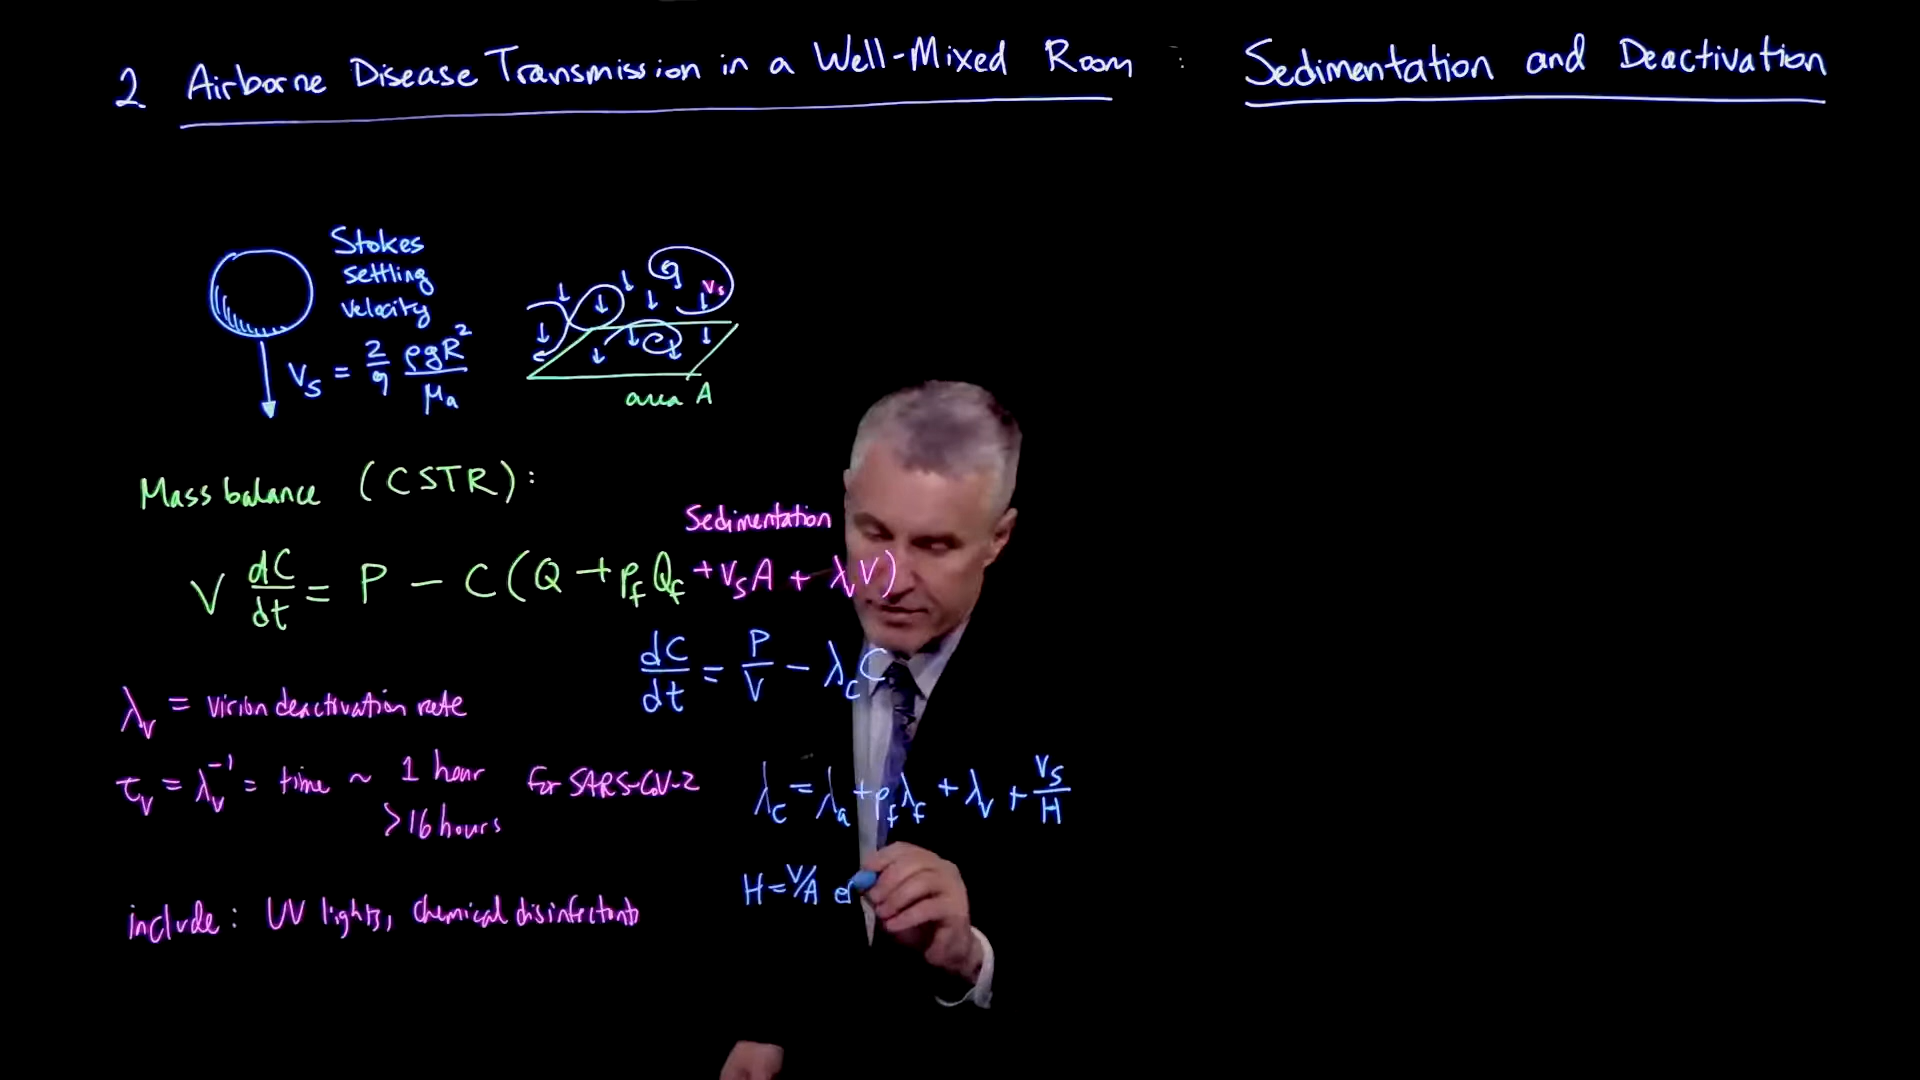 2 Airborne Disease Transmission in a Well-Mixed Room : Sedimentation and Deactivation
Stokes
settling
velocity
v_s = 2/9 ρgR²/μ_a
v_s
area A
Mass balance (CSTR):
Sedimentation
V dC/dt = P − C(Q + p_f Q_f + v_s A + λ_v V)
dC/dt = P/V − λ_c C
λ_v = virion deactivation rate
τ_v = λ_v⁻¹ = time ~ 1 hour for SARS-CoV-2
>16 hours
λ_c = λ_a + p_f λ_f + λ_v + v_s/H
H = V/A
include: UV lights, chemical disinfectants